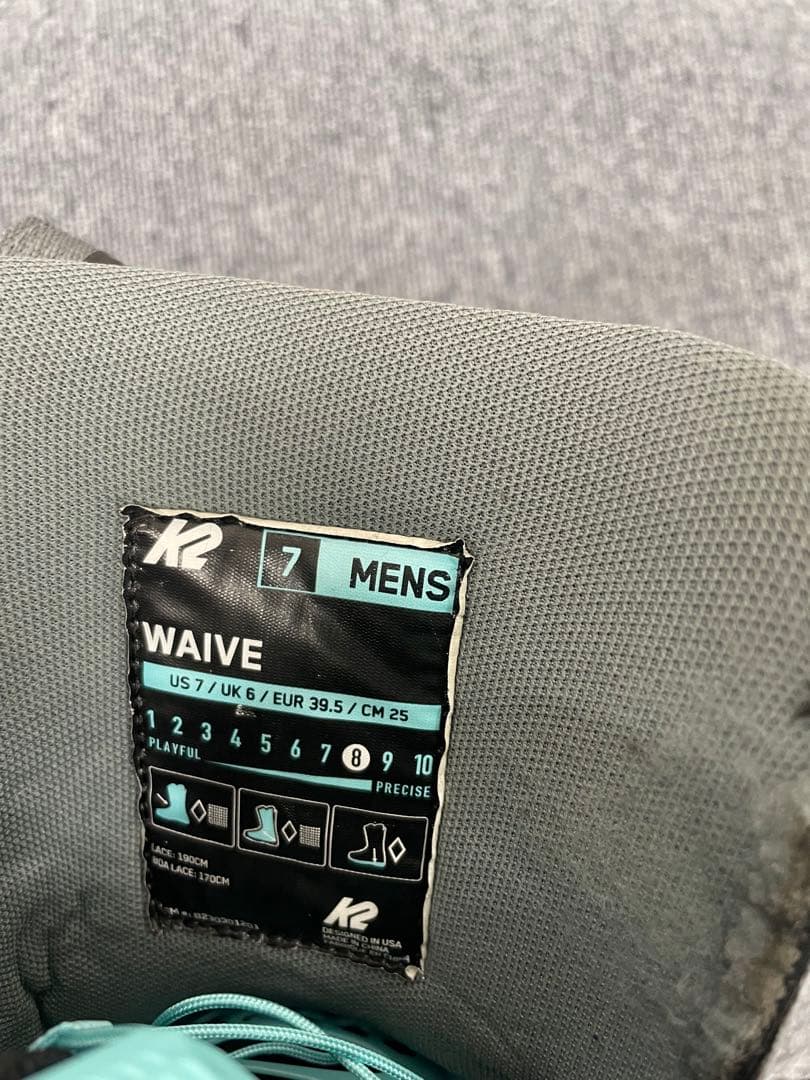 K2
7 MENS
WAIVE
US 7 / UK 6 / EUR 39.5 / CM 25
1 2 3 4 5 6 7 8 9 10
PLAYFUL
PRECISE
LACE: 190CM
BOA LACE: 170CM
K2
DESIGNED IN USA
MADE IN CHINA